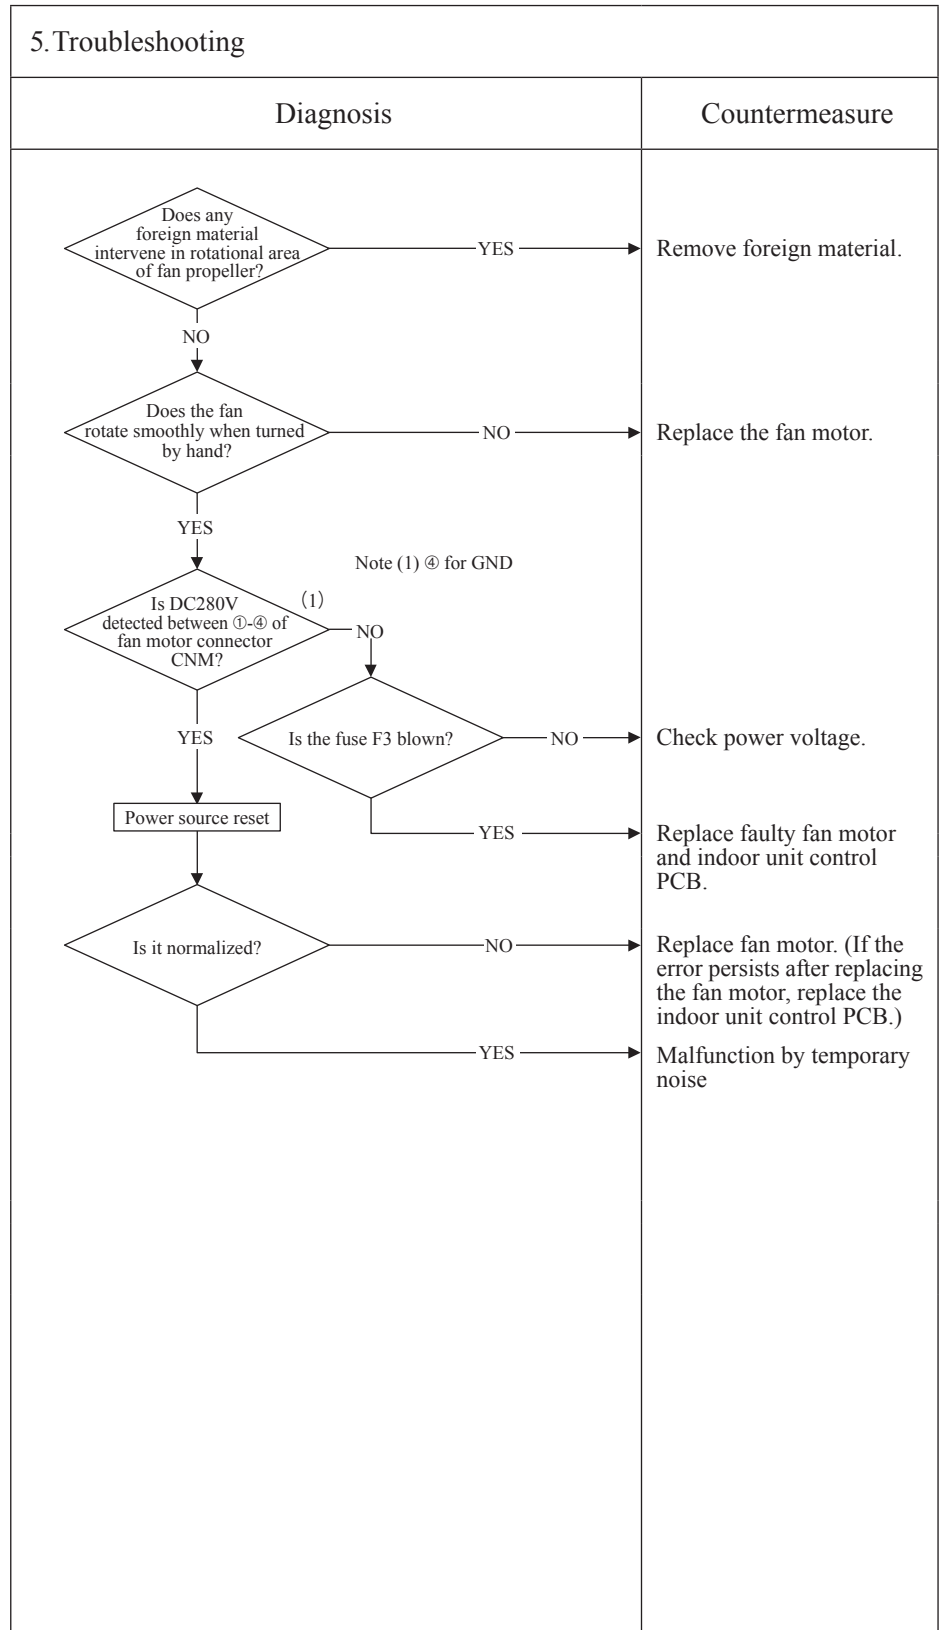 5.Troubleshooting
Diagnosis
Countermeasure
Does any
foreign material
intervene in rotational area
of fan propeller?
YES
Remove foreign material.
NO
Does the fan
rotate smoothly when turned
by hand?
NO
Replace the fan motor.
YES
Note (1) ④ for GND
Is DC280V
detected between ①-④ of
fan motor connector
CNM?
(1)
NO
YES
Is the fuse F3 blown?
NO
Check power voltage.
Power source reset
YES
Replace faulty fan motor
and indoor unit control
PCB.
Is it normalized?
NO
Replace fan motor. (If the
error persists after replacing
the fan motor, replace the
indoor unit control PCB.)
YES
Malfunction by temporary
noise